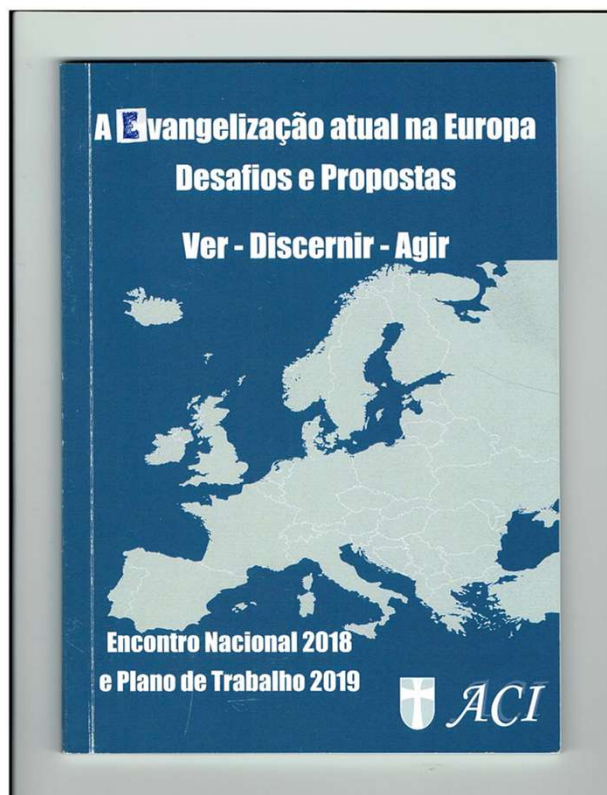 A Evangelização atual na Europa
Desafios e Propostas
Ver - Discernir - Agir
Encontro Nacional 2018
e Plano de Trabalho 2019
ACI